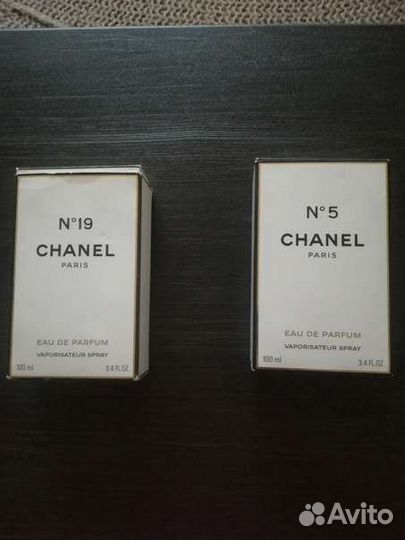 N°19
CHANEL
PARIS
EAU DE PARFUM
VAPORISATEUR SPRAY
100 ml 3.4 FL.OZ.
N°5
CHANEL
PARIS
EAU DE PARFUM
VAPORISATEUR SPRAY
100 ml 3.4 FL.OZ.
Avito